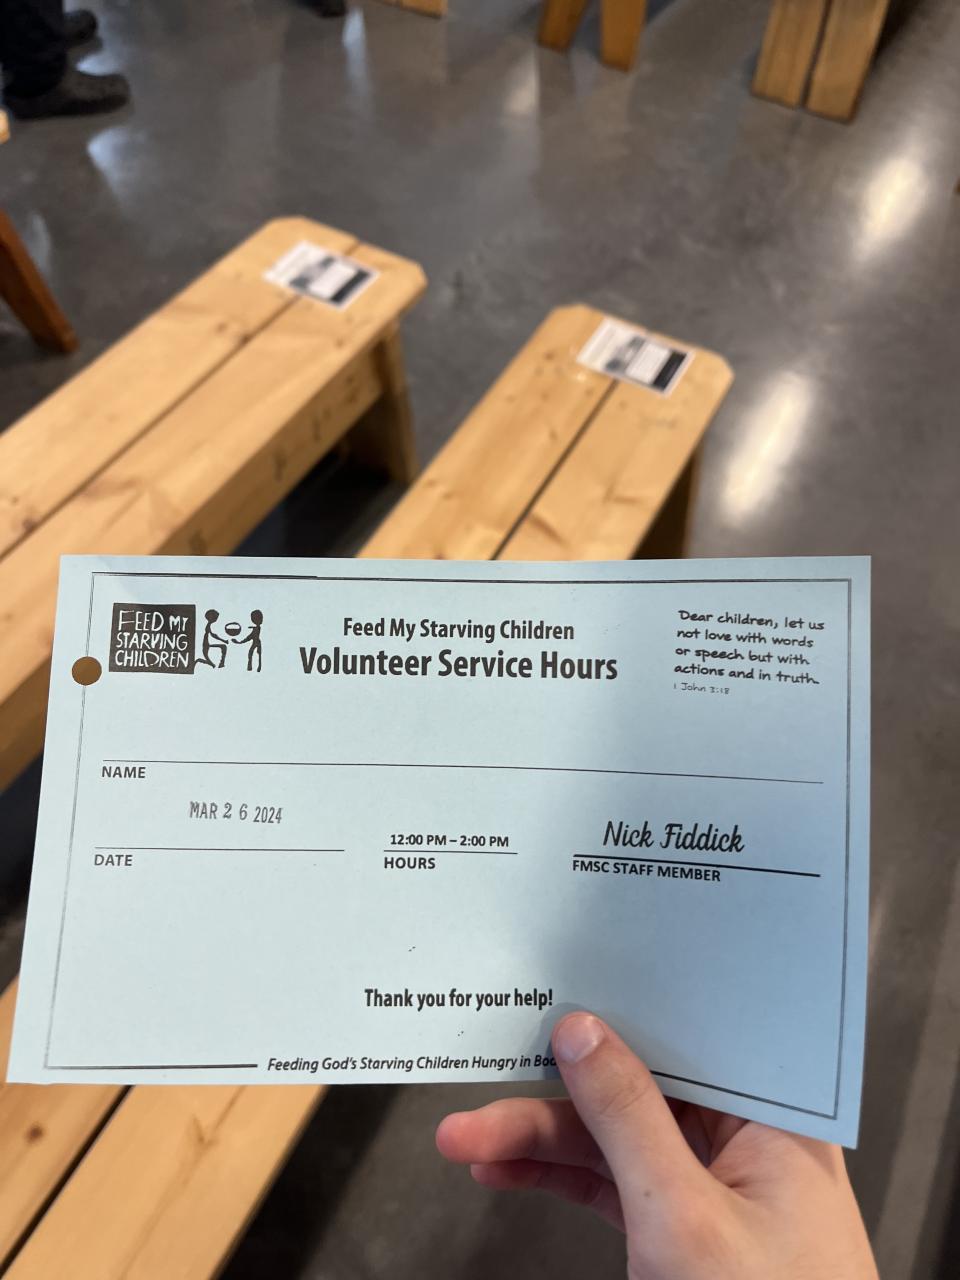 FEED MY
STARVING
CHILDREN
Feed My Starving Children
Volunteer Service Hours
Dear children, let us
not love with words
or speech but with
actions and in truth.
1 John 3:18
NAME
MAR 26 2024
DATE
12:00 PM – 2:00 PM
HOURS
Nick Fiddick
FMSC STAFF MEMBER
Thank you for your help!
Feeding God's Starving Children Hungry in